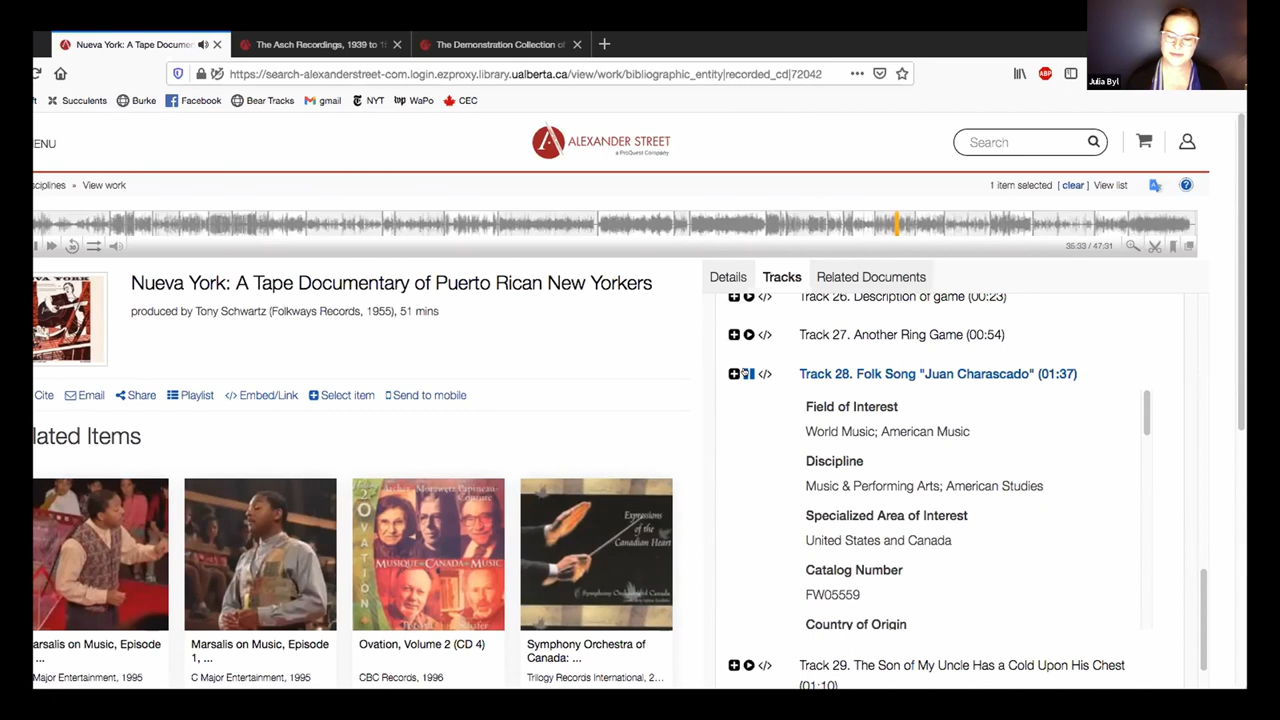 Nueva York: A Tape Documen
The Asch Recordings, 1939 to 1
The Demonstration Collection of
https://search-alexanderstreet-com.login.ezproxy.library.ualberta.ca/view/work/bibliographic_entity|recorded_cd|72042
ABP
Julia Byl
Succulents
Burke
Facebook
Bear Tracks
gmail
NYT
WaPo
CEC
ENU
ALEXANDER STREET
a ProQuest Company
Search
sciplines » View work
1 item selected [ clear ] View list
36:33 / 47:31
Nueva York: A Tape Documentary of Puerto Rican New Yorkers
produced by Tony Schwartz (Folkways Records, 1955), 51 mins
Cite Email Share Playlist </> Embed/Link Select item Send to mobile
lated Items
OVATION
MUSIQUE CANADA MUSIC
Expressions
of the
Canadian Heart
arsalis on Music, Episode
...
C Major Entertainment, 1995
Marsalis on Music, Episode
1, ...
C Major Entertainment, 1995
Ovation, Volume 2 (CD 4)
CBC Records, 1996
Symphony Orchestra of
Canada: ...
Trilogy Records International, 2...
Details Tracks Related Documents
</> Track 26. Description of game (00:23)
</> Track 27. Another Ring Game (00:54)
</> Track 28. Folk Song "Juan Charascado" (01:37)
Field of Interest
World Music; American Music
Discipline
Music & Performing Arts; American Studies
Specialized Area of Interest
United States and Canada
Catalog Number
FW05559
Country of Origin
</> Track 29. The Son of My Uncle Has a Cold Upon His Chest
(01:10)